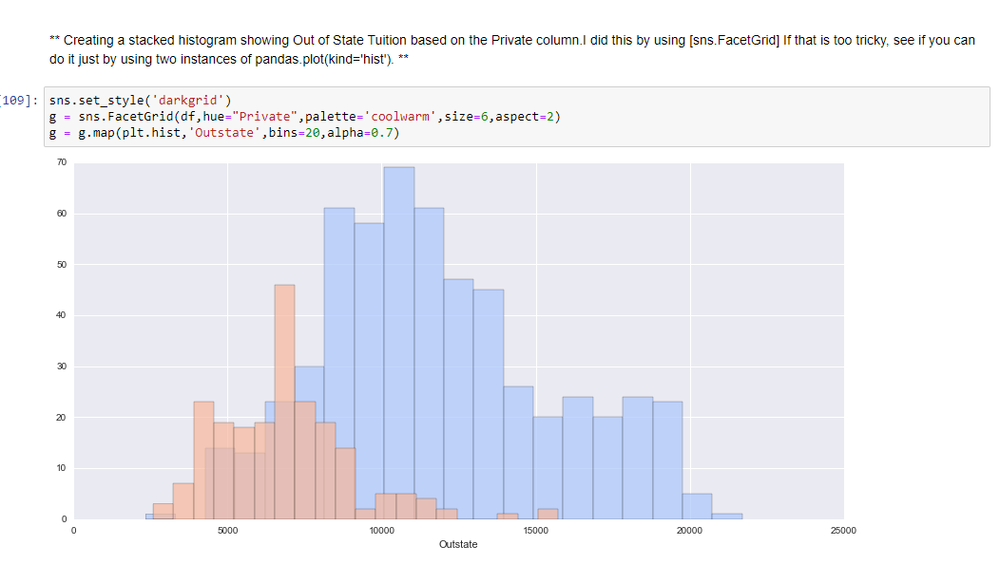 ** Creating a stacked histogram showing Out of State Tuition based on the Private column.I did this by using [sns.FacetGrid] If that is too tricky, see if you can
do it just by using two instances of pandas.plot(kind='hist'). **
109]: sns.set_style('darkgrid')
g = sns.FacetGrid(df,hue="Private",palette='coolwarm',size=6,aspect=2)
g = g.map(plt.hist,'Outstate',bins=20,alpha=0.7)
70
60
50
40
30
20
10
0
0 5000 10000 15000 20000 25000
Outstate